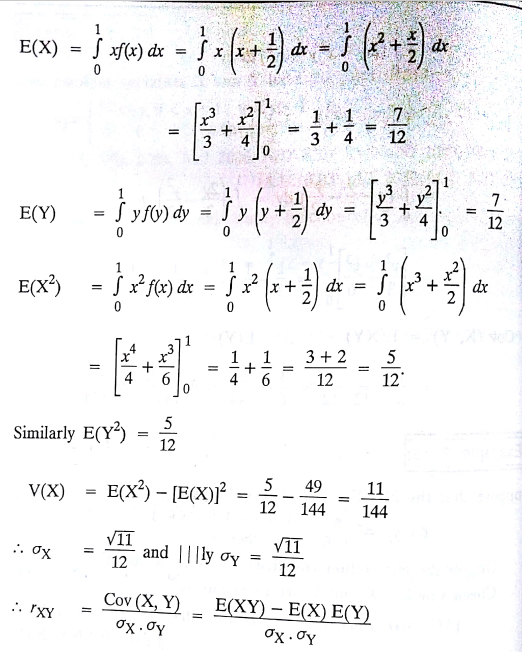 E(X) = ∫₀¹ xf(x) dx = ∫₀¹ x (x + 1/2) dx = ∫₀¹ (x² + x/2) dx
= [x³/3 + x²/4]₀¹ = 1/3 + 1/4 = 7/12
E(Y) = ∫₀¹ y f(y) dy = ∫₀¹ y (y + 1/2) dy = [y³/3 + y²/4]₀¹ = 7/12
E(X²) = ∫₀¹ x² f(x) dx = ∫₀¹ x² (x + 1/2) dx = ∫₀¹ (x³ + x²/2) dx
= [x⁴/4 + x³/6]₀¹ = 1/4 + 1/6 = (3 + 2)/12 = 5/12.
Similarly E(Y²) = 5/12
V(X) = E(X²) – [E(X)]² = 5/12 – 49/144 = 11/144
∴ σX = √11/12 and |||ly σY = √11/12
∴ rXY = Cov (X, Y)/(σX . σY) = (E(XY) – E(X) E(Y))/(σX . σY)